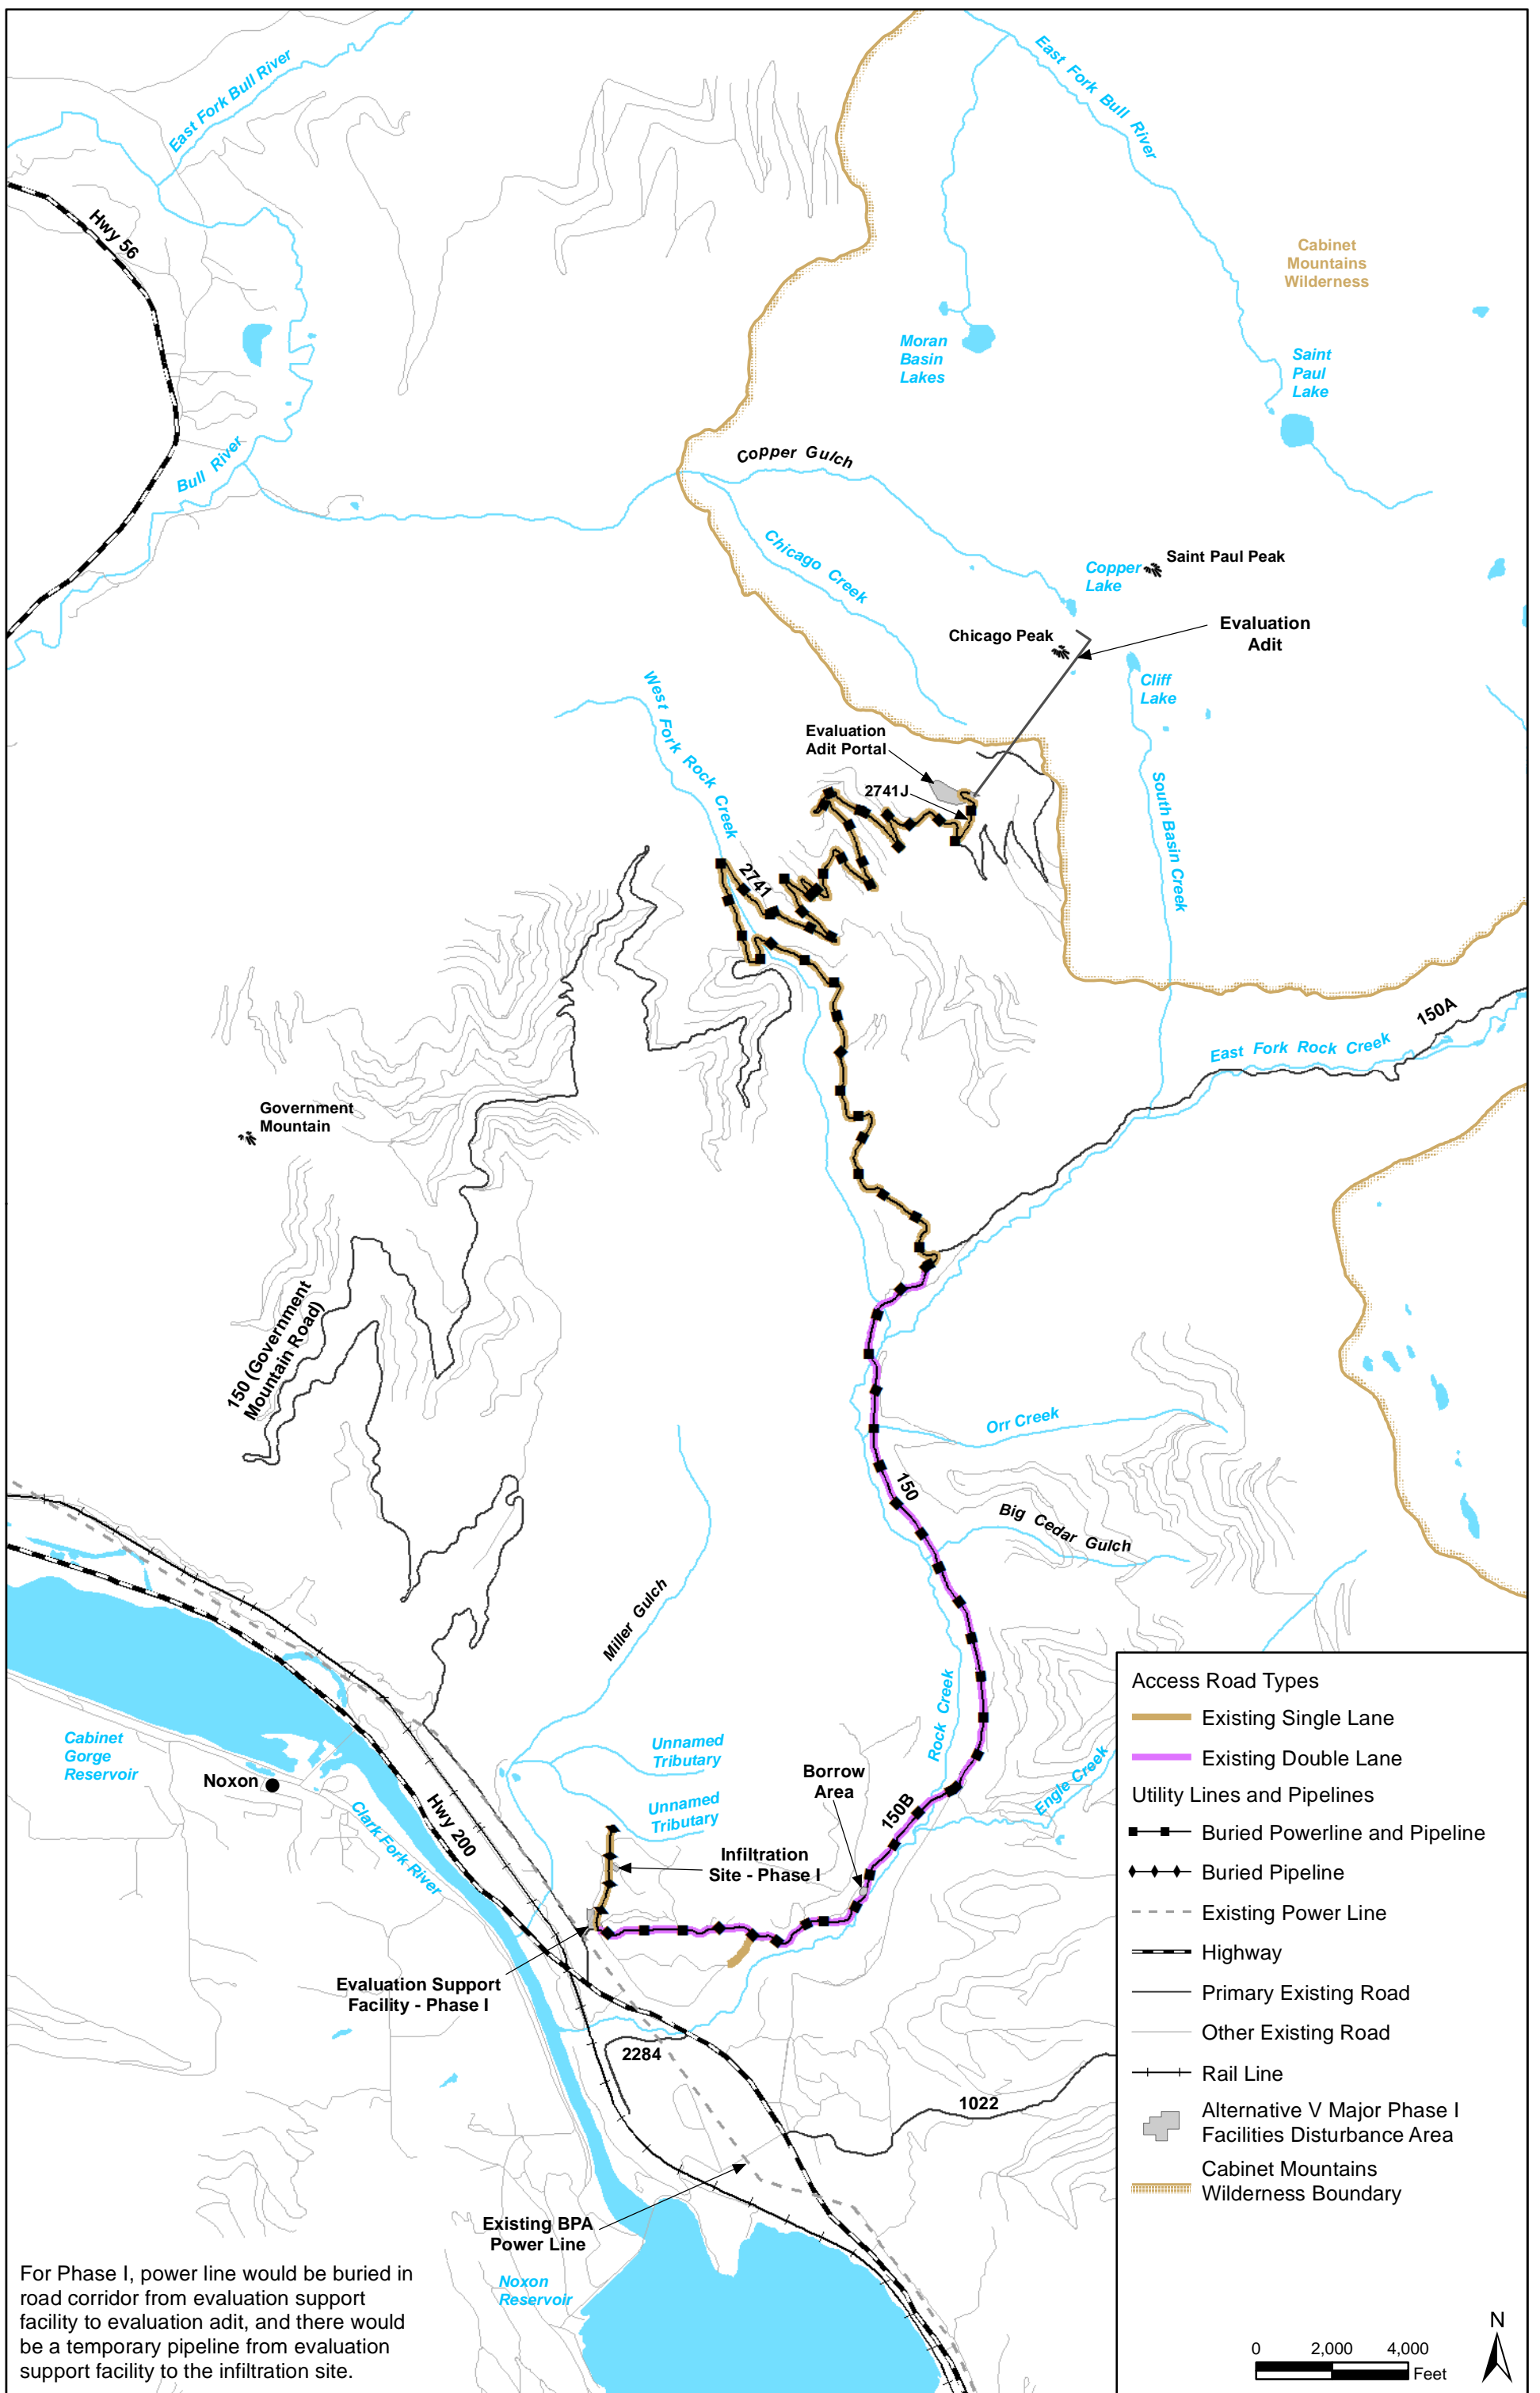 East Fork Bull River
East Fork Bull River
Hwy 56
Cabinet
Mountains
Wilderness
Moran
Basin
Lakes
Saint
Paul
Lake
Bull River
Copper Gulch
Chicago Creek
Copper
Lake
Saint Paul Peak
Chicago Peak
Evaluation
Adit
Cliff
Lake
West Fork Rock Creek
Evaluation
Adit Portal
2741J
South Basin Creek
2741
150A
East Fork Rock Creek
Government
Mountain
150 (Government
Mountain Road)
Orr Creek
150
Big Cedar Gulch
Miller Gulch
Rock Creek
Cabinet
Gorge
Reservoir
Noxon
Unnamed
Tributary
Unnamed
Tributary
Borrow
Area
150B
Engle Creek
Hwy 200
Clark Fork River
Infiltration
Site - Phase I
Evaluation Support
Facility - Phase I
2284
1022
Existing BPA
Power Line
Noxon
Reservoir
For Phase I, power line would be buried in
road corridor from evaluation support
facility to evaluation adit, and there would
be a temporary pipeline from evaluation
support facility to the infiltration site.
Access Road Types
Existing Single Lane
Existing Double Lane
Utility Lines and Pipelines
Buried Powerline and Pipeline
Buried Pipeline
Existing Power Line
Highway
Primary Existing Road
Other Existing Road
Rail Line
Alternative V Major Phase I
Facilities Disturbance Area
Cabinet Mountains
Wilderness Boundary
N
0 2,000 4,000
Feet